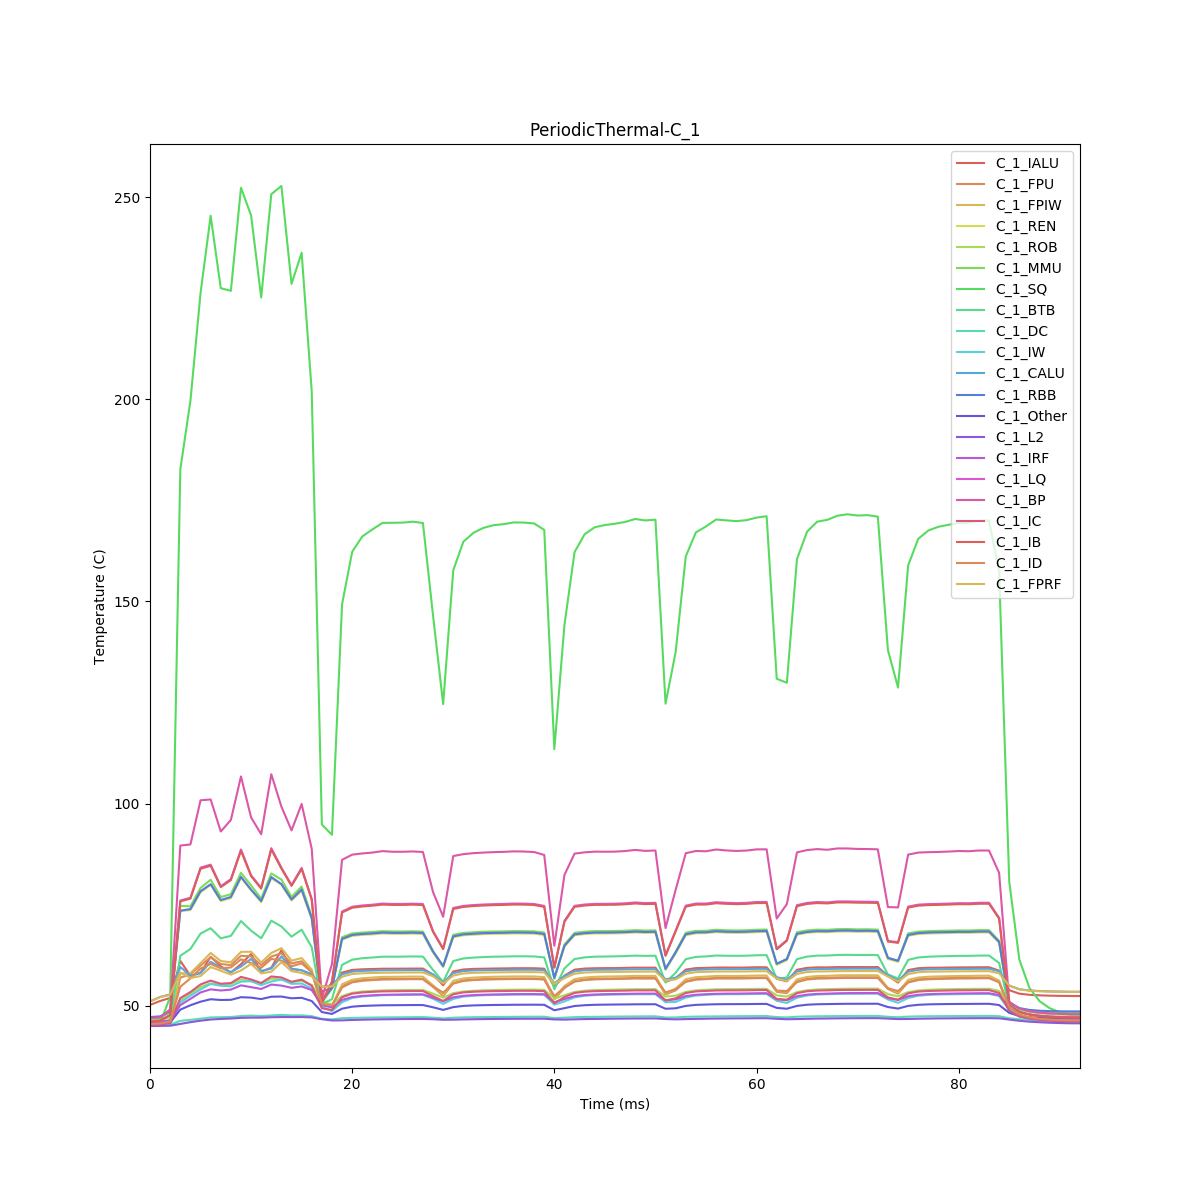 PeriodicThermal-C_1
250
200
150
100
50
Temperature (C)
0
20
40
60
80
Time (ms)
C_1_IALU
C_1_FPU
C_1_FPIW
C_1_REN
C_1_ROB
C_1_MMU
C_1_SQ
C_1_BTB
C_1_DC
C_1_IW
C_1_CALU
C_1_RBB
C_1_Other
C_1_L2
C_1_IRF
C_1_LQ
C_1_BP
C_1_IC
C_1_IB
C_1_ID
C_1_FPRF